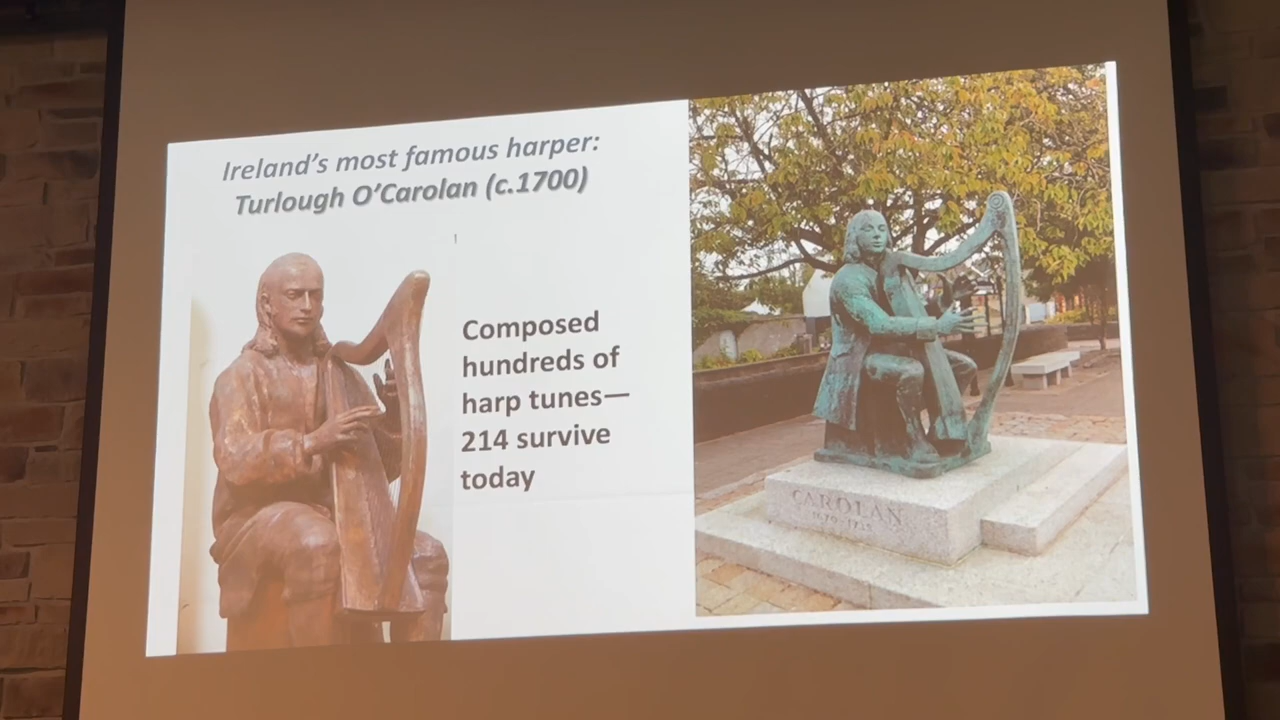 Ireland's most famous harper:
Turlough O'Carolan (c.1700)
Composed
hundreds of
harp tunes—
214 survive
today
CAROLAN